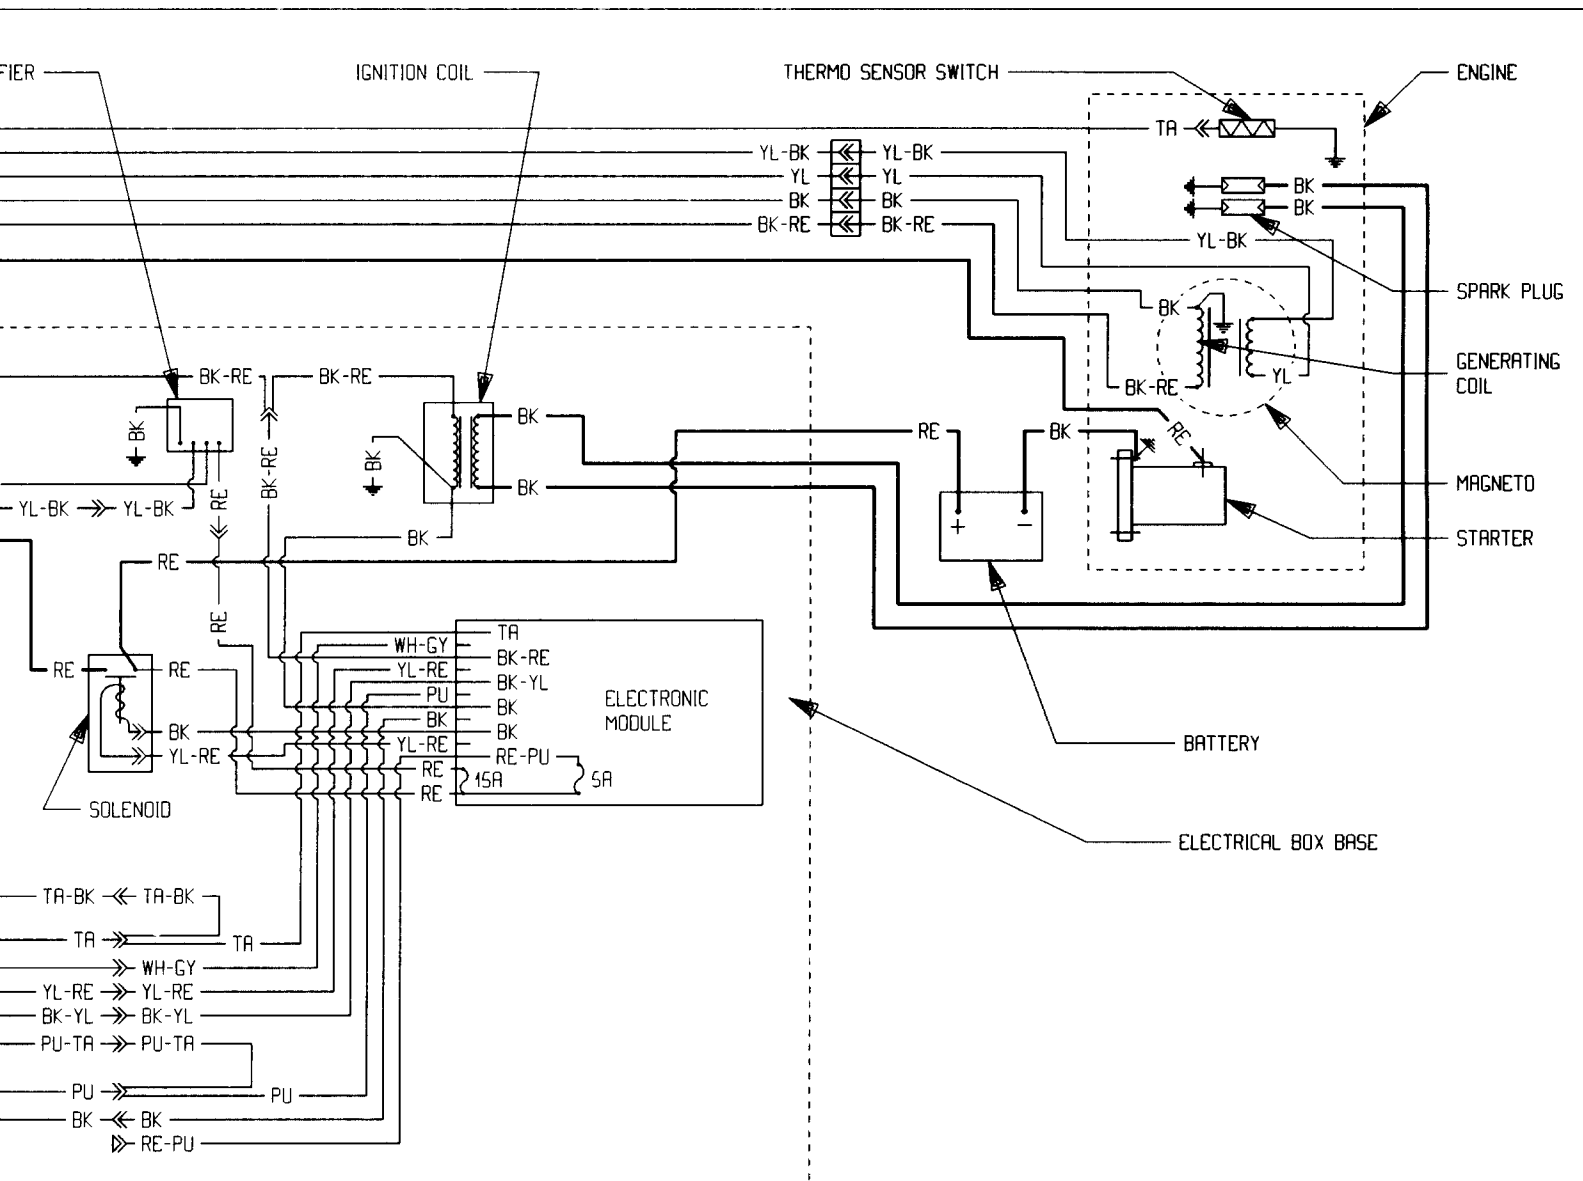 FIER
IGNITION COIL
THERMO SENSOR SWITCH
ENGINE
TA
YL-BK YL-BK
YL YL
BK BK
BK-RE BK-RE
BK
BK
YL-BK
SPARK PLUG
BK
GENERATING
COIL
YL
BK-RE
BK-RE BK-RE
BK
RE BK
RE
BK
BK
BK-RE
BK
MAGNETO
YL-BK YL-BK
RE
+ −
BK
STARTER
RE
RE
TA
WH-GY
BK-RE
YL-RE
BK-YL
PU
BK
BK
BK
YL-RE
RE-PU
RE
15A 5A
RE
ELECTRONIC
MODULE
RE RE
BK
YL-RE
SOLENOID
BATTERY
ELECTRICAL BOX BASE
TA-BK TA-BK
TA TA
WH-GY
YL-RE YL-RE
BK-YL BK-YL
PU-TA PU-TA
PU PU
BK BK
RE-PU